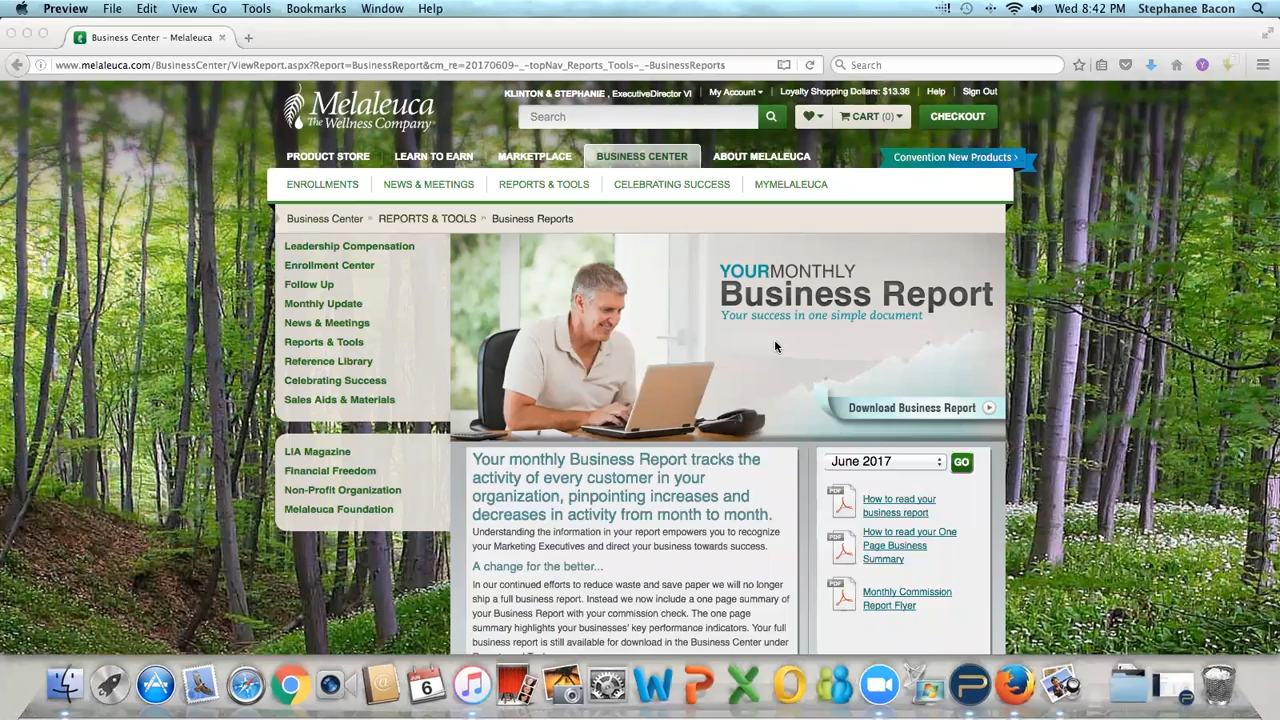 Preview File Edit View Go Tools Bookmarks Window Help Wed 8:42 PM Stephanee Bacon
Business Center – Melaleuca
www.melaleuca.com/BusinessCenter/ViewReport.aspx?Report=BusinessReport&cm_re=20170609-_-topNav_Reports_Tools-_-BusinessReports
Search
KLINTON & STEPHANIE , ExecutiveDirector VI My Account Loyalty Shopping Dollars: $13.36 Help Sign Out
Melaleuca
The Wellness Company
Search CART (0) CHECKOUT
PRODUCT STORE LEARN TO EARN MARKETPLACE BUSINESS CENTER ABOUT MELALEUCA
Convention New Products ›
ENROLLMENTS NEWS & MEETINGS REPORTS & TOOLS CELEBRATING SUCCESS MYMELALEUCA
Business Center » REPORTS & TOOLS » Business Reports
Leadership Compensation
Enrollment Center
Follow Up
Monthly Update
News & Meetings
Reports & Tools
Reference Library
Celebrating Success
Sales Aids & Materials
LIA Magazine
Financial Freedom
Non-Profit Organization
Melaleuca Foundation
YOURMONTHLY
Business Report
Your success in one simple document
Download Business Report
Your monthly Business Report tracks the
activity of every customer in your
organization, pinpointing increases and
decreases in activity from month to month.
Understanding the information in your report empowers you to recognize
your Marketing Executives and direct your business towards success.
A change for the better...
In our continued efforts to reduce waste and save paper we will no longer
ship a full business report. Instead we now include a one page summary of
your Business Report with your commission check. The one page
summary highlights your businesses' key performance indicators. Your full
business report is still available for download in the Business Center under
June 2017 GO
PDF
How to read your
business report
PDF
How to read your One
Page Business
Summary
PDF
Monthly Commission
Report Flyer
6